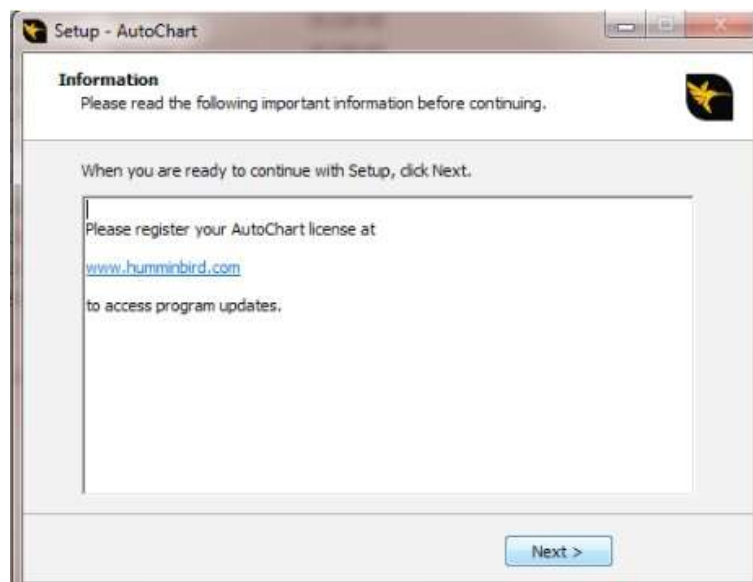 Setup - AutoChart
Information
Please read the following important information before continuing.
When you are ready to continue with Setup, click Next.
Please register your AutoChart license at
www.humminbird.com
to access program updates.
Next >